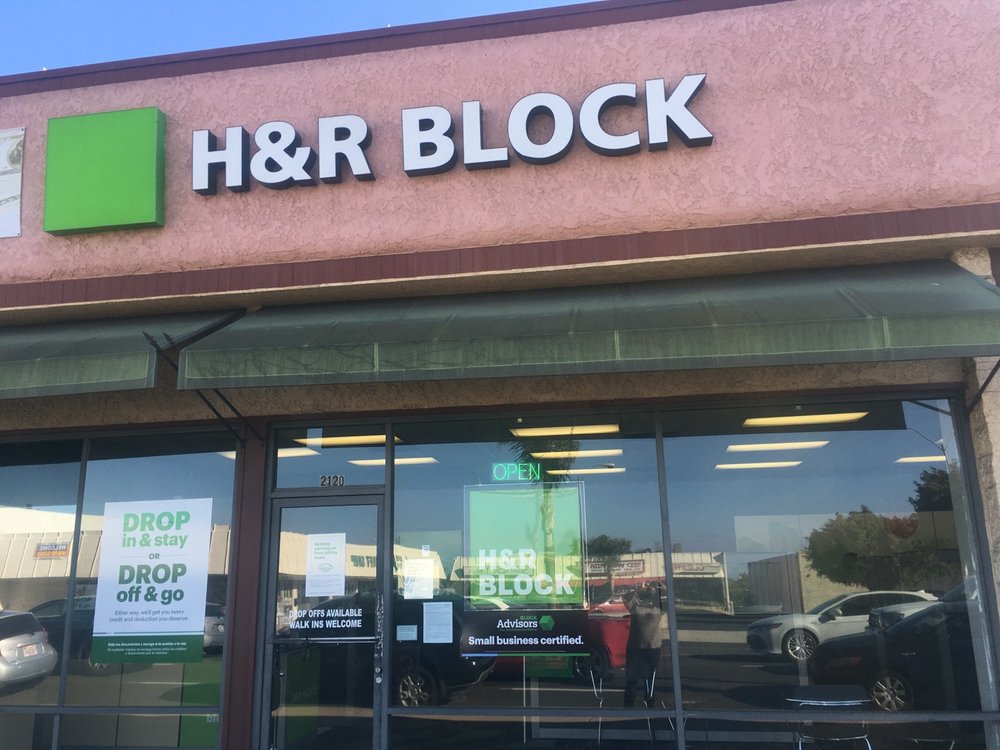 H&R BLOCK
OPEN
2120
DROP
in & stay
OR
DROP
off & go
Either way, we'll get you every
credit and deduction you deserve.
DROP OFFS AVAILABLE
WALK INS WELCOME
H&R
BLOCK
BLOCK
Advisors
Small business certified.